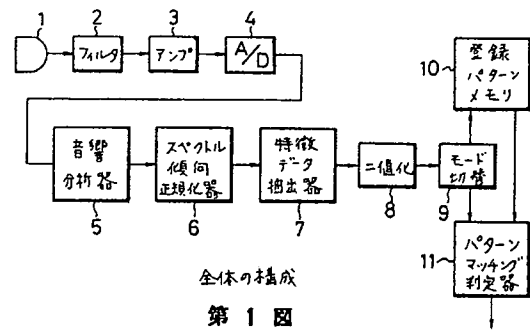 1
2
3
4
フィルタ
アンプ
A/D
登録
パターン
メモリ
10
音響
分析器
5
スペクトル
傾向
正規化器
6
特徴
データ
抽出器
7
二値化
8
モード
切替
9
パターン
マッチング
判定器
11
全体の構成
第1図